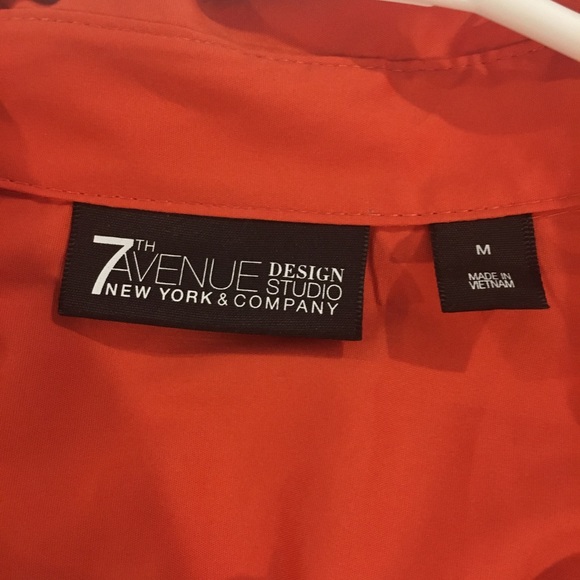 7TH AVENUE DESIGN STUDIO
NEW YORK & COMPANY
M
MADE IN
VIETNAM